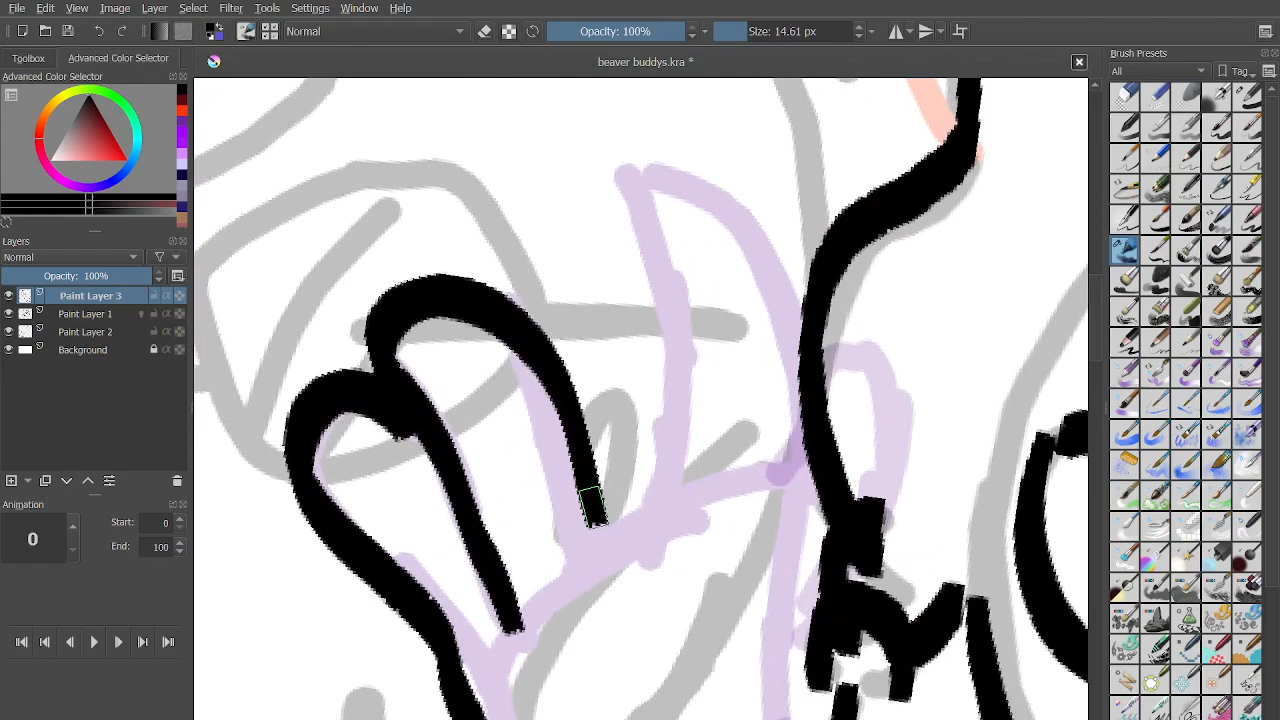 File Edit View Image Layer Select Filter Tools Settings Window Help
Normal Opacity: 100% Size: 14.61 px
Toolbox Advanced Color Selector
beaver buddys.kra *
Brush Presets
Advanced Color Selector
All Tag
Layers
Normal
Opacity: 100%
Paint Layer 3
Paint Layer 1
Paint Layer 2
Background
Animation
0
Start: 0
End: 100